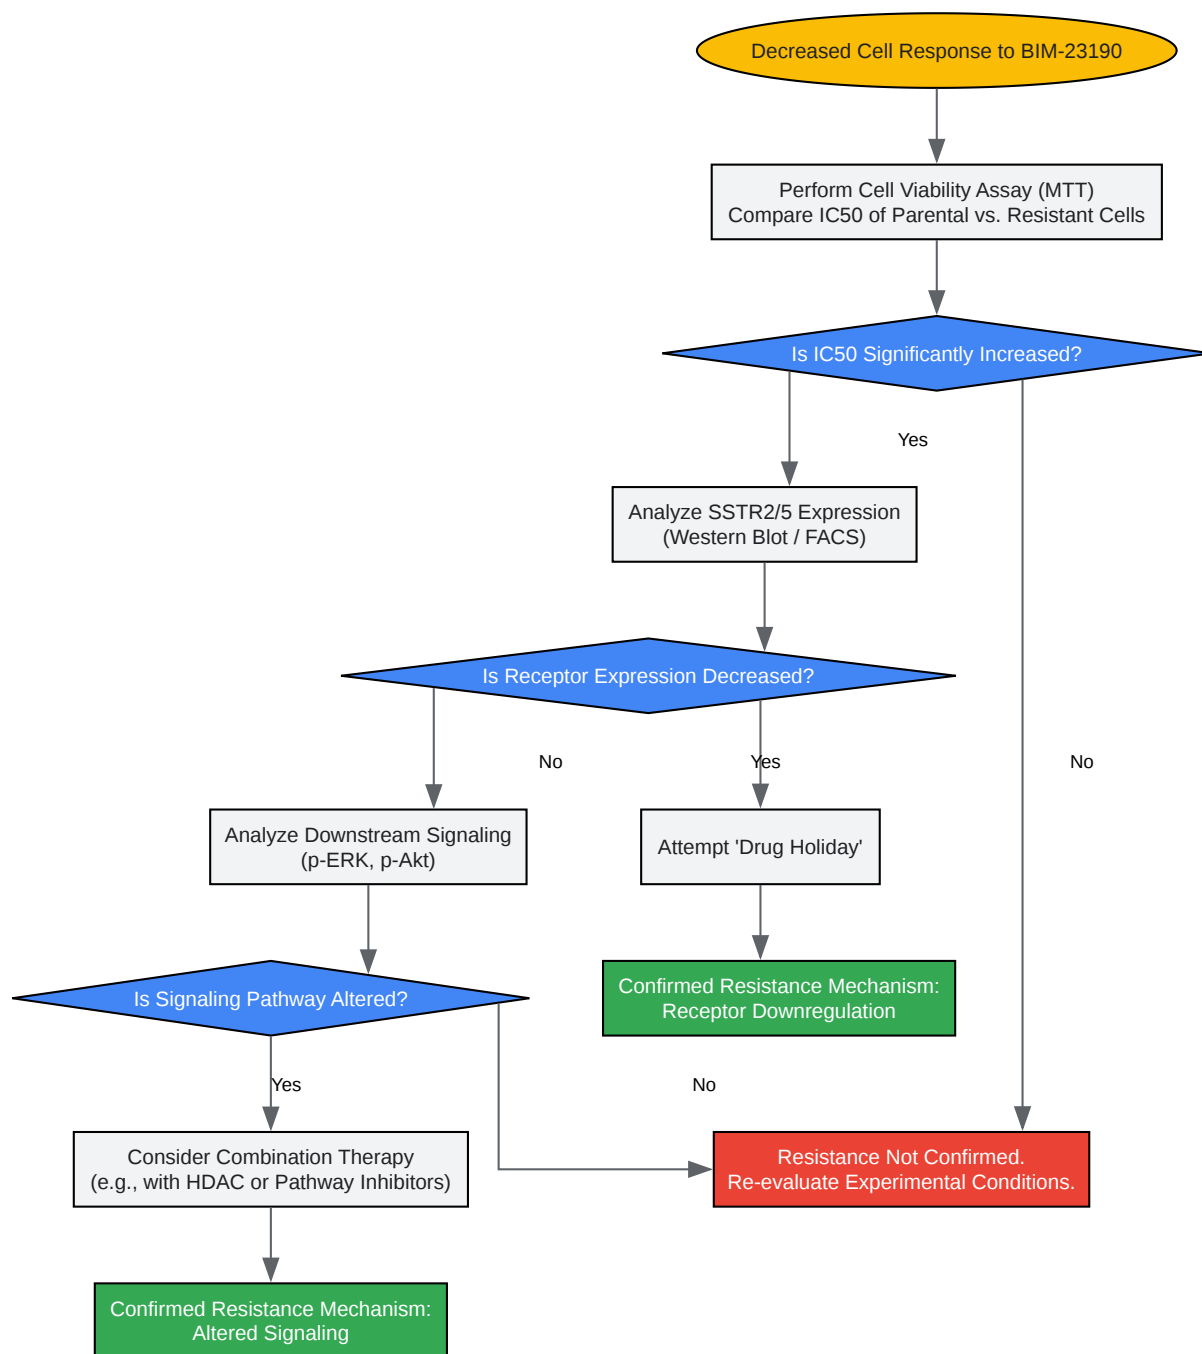 Decreased Cell Response to BIM-23190
Perform Cell Viability Assay (MTT)
Compare IC50 of Parental vs. Resistant Cells
Is IC50 Significantly Increased?
Yes
Analyze SSTR2/5 Expression
(Western Blot / FACS)
Is Receptor Expression Decreased?
No
Yes
No
Analyze Downstream Signaling
(p-ERK, p-Akt)
Attempt 'Drug Holiday'
Is Signaling Pathway Altered?
Confirmed Resistance Mechanism:
Receptor Downregulation
Yes
No
Consider Combination Therapy
(e.g., with HDAC or Pathway Inhibitors)
Resistance Not Confirmed.
Re-evaluate Experimental Conditions.
Confirmed Resistance Mechanism:
Altered Signaling